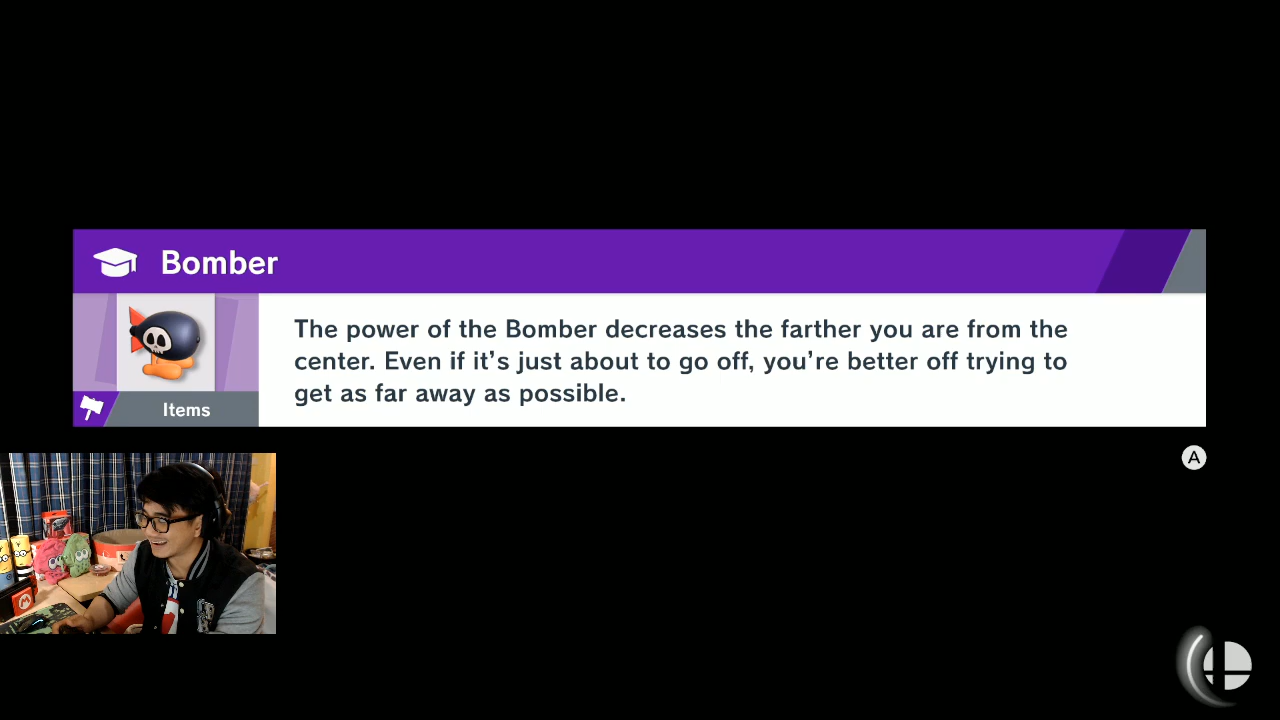 Bomber
The power of the Bomber decreases the farther you are from the
center. Even if it's just about to go off, you're better off trying to
get as far away as possible.
Items
A